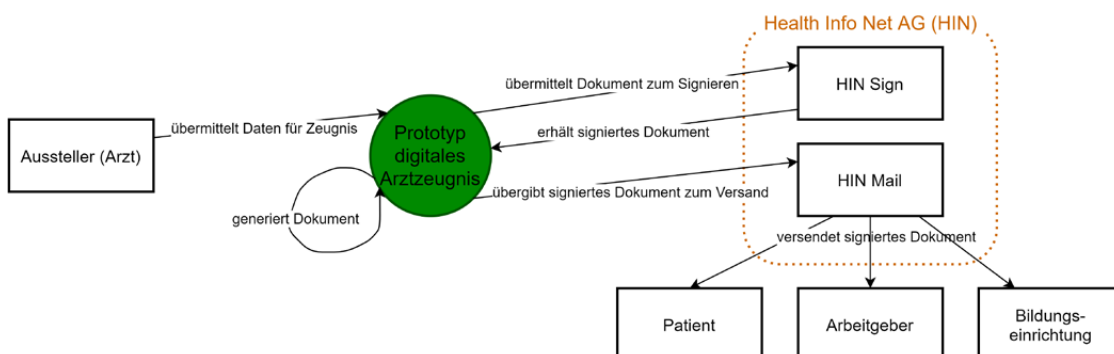 Health Info Net AG (HIN)
übermittelt Dokument zum Signieren
HIN Sign
übermittelt Daten für Zeugnis
Prototyp
digitales
Arztzeugnis
erhält signiertes Dokument
Aussteller (Arzt)
HIN Mail
übergibt signiertes Dokument zum Versand
generiert Dokument
versendet signiertes Dokument
Patient
Arbeitgeber
Bildungs-
einrichtung